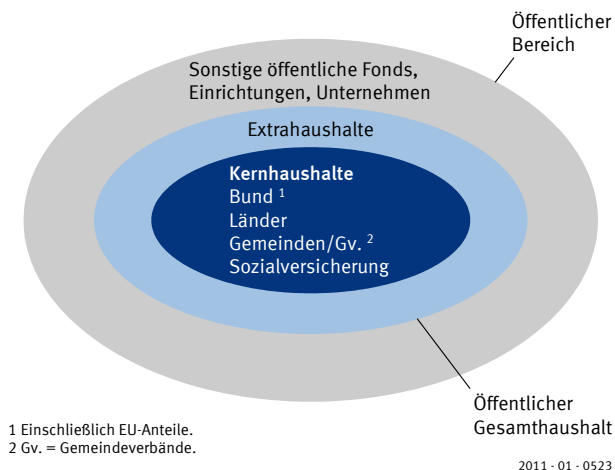 Öffentlicher
Bereich
Sonstige öffentliche Fonds,
Einrichtungen, Unternehmen
Extrahaushalte
Kernhaushalte
Bund ¹
Länder
Gemeinden/Gv. ²
Sozialversicherung
Öffentlicher
Gesamthaushalt
1 Einschließlich EU-Anteile.
2 Gv. = Gemeindeverbände.
2011 - 01 - 0523